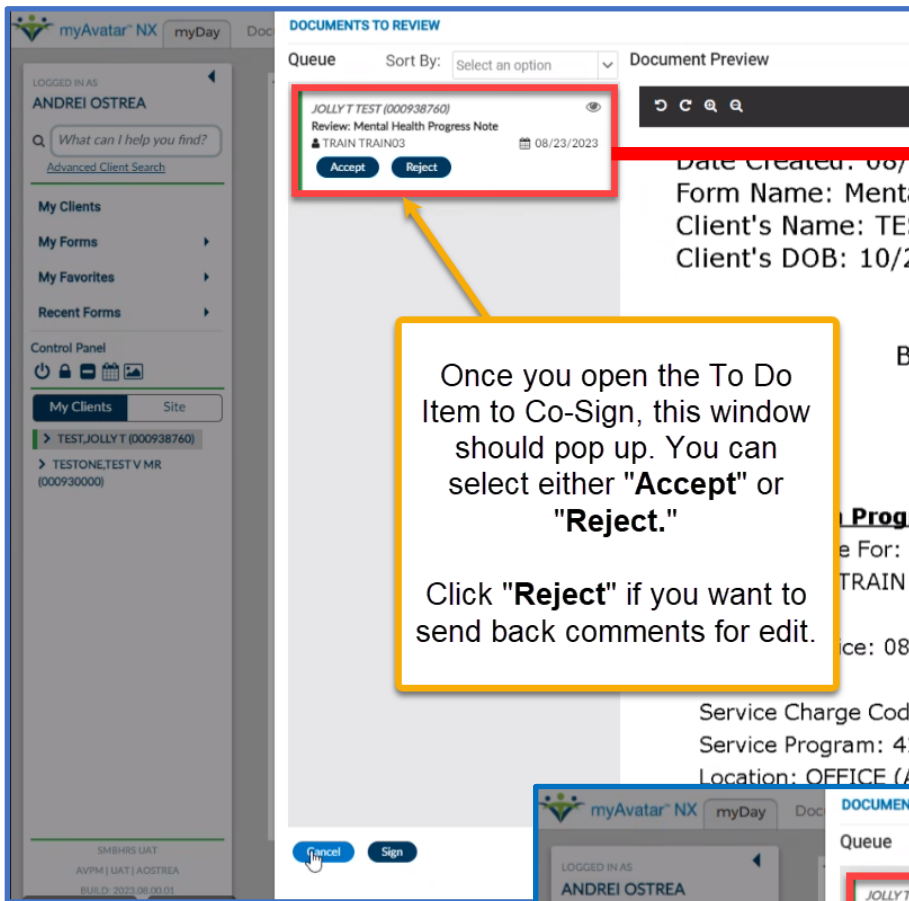 myAvatar™ NX
myDay
Doc
LOGGED IN AS
ANDREI OSTREA
What can I help you find?
Advanced Client Search
My Clients
My Forms
My Favorites
Recent Forms
Control Panel
My Clients
Site
TEST,JOLLY T (000938760)
TESTONE,TEST V MR
(000930000)
SMBHRS UAT
AVPM | UAT | AOSTREA
BUILD: 2023.08.00.01
DOCUMENTS TO REVIEW
Queue
Sort By:
Select an option
JOLLY T TEST (000938760)
Review: Mental Health Progress Note
TRAIN TRAIN03
08/23/2023
Accept
Reject
Once you open the To Do
Item to Co-Sign, this window
should pop up. You can
select either "Accept" or
"Reject."
Click "Reject" if you want to
send back comments for edit.
Cancel
Sign
Document Preview
Date Created: 08/
Form Name: Menta
Client's Name: TES
Client's DOB: 10/2
B
Prog
e For:
TRAIN
ice: 08
Service Charge Cod
Service Program: 41
Location: OFFICE (A
myAvatar™ NX
myDay
Doc
LOGGED IN AS
ANDREI OSTREA
DOCUMEN
Queue
JOLLY T